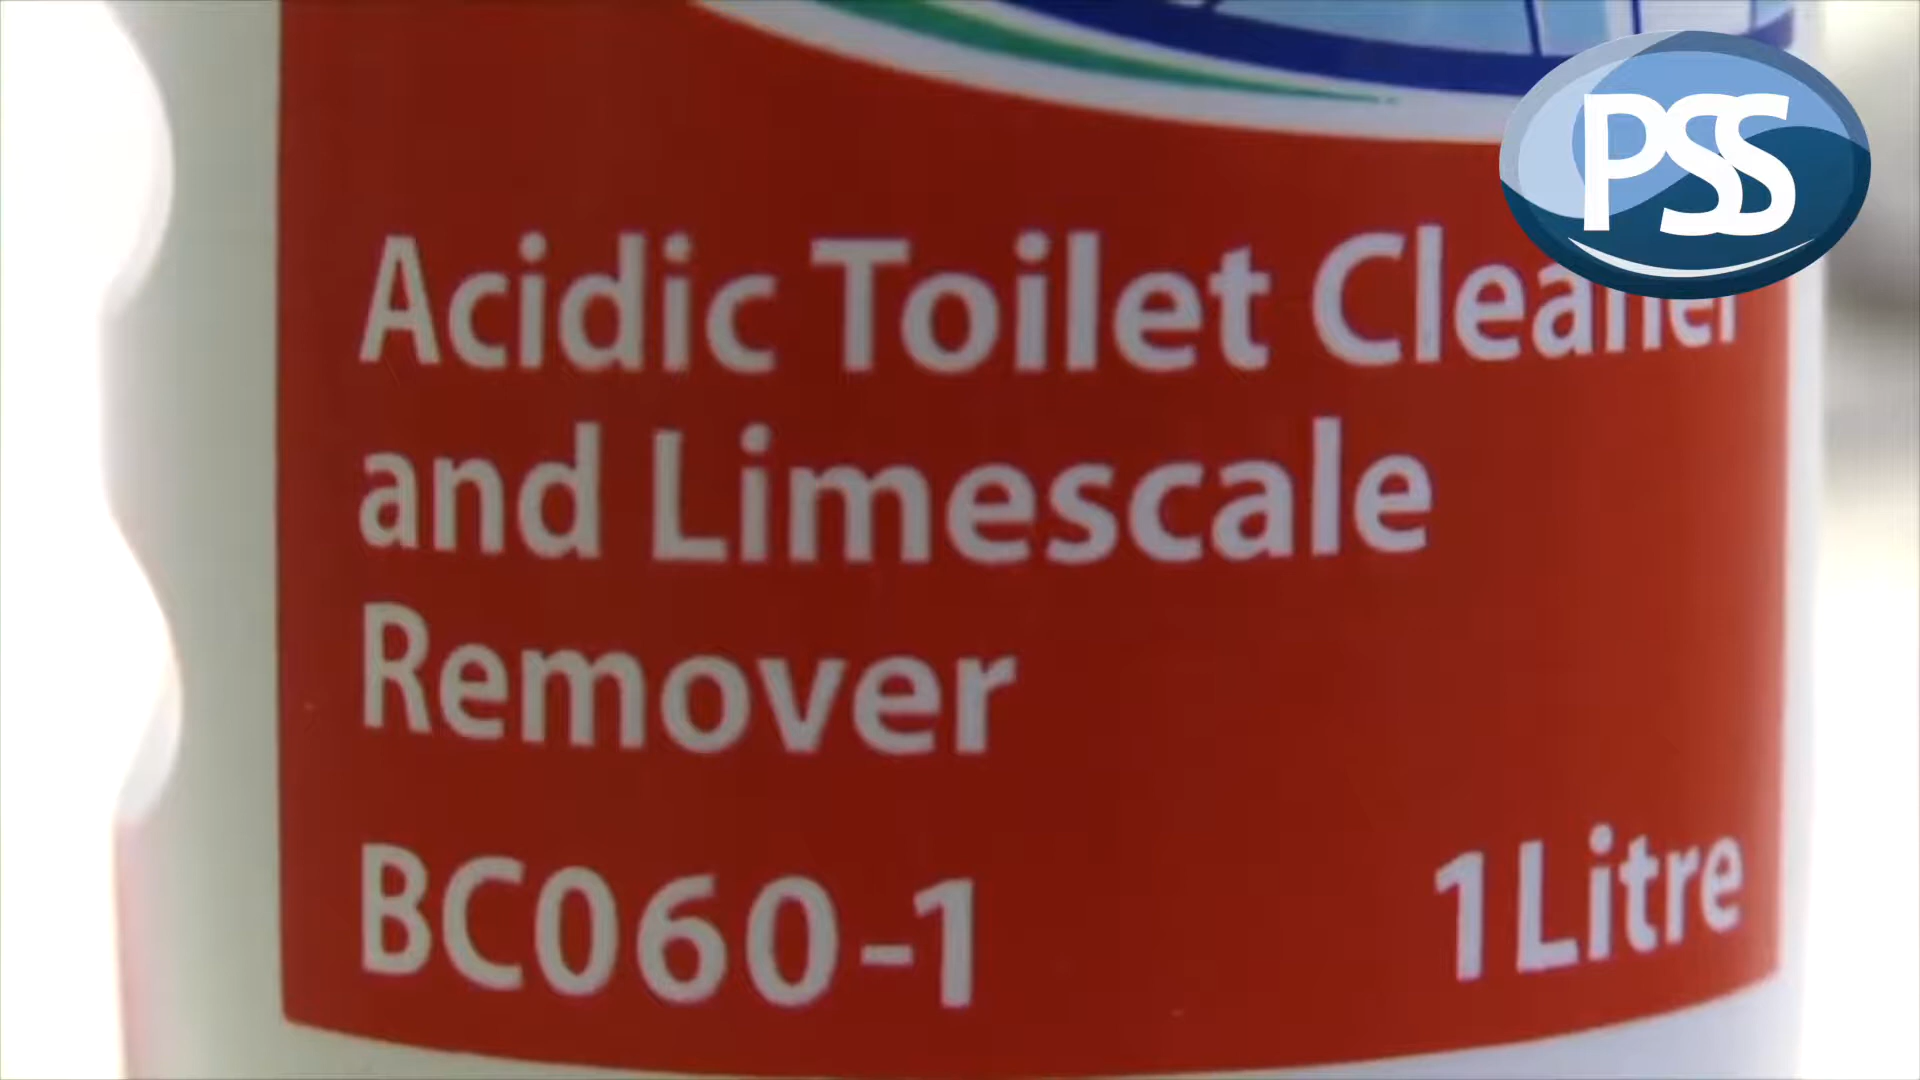 PSS
Acidic Toilet Cleaner
and Limescale
Remover
BC060-1
1 Litre